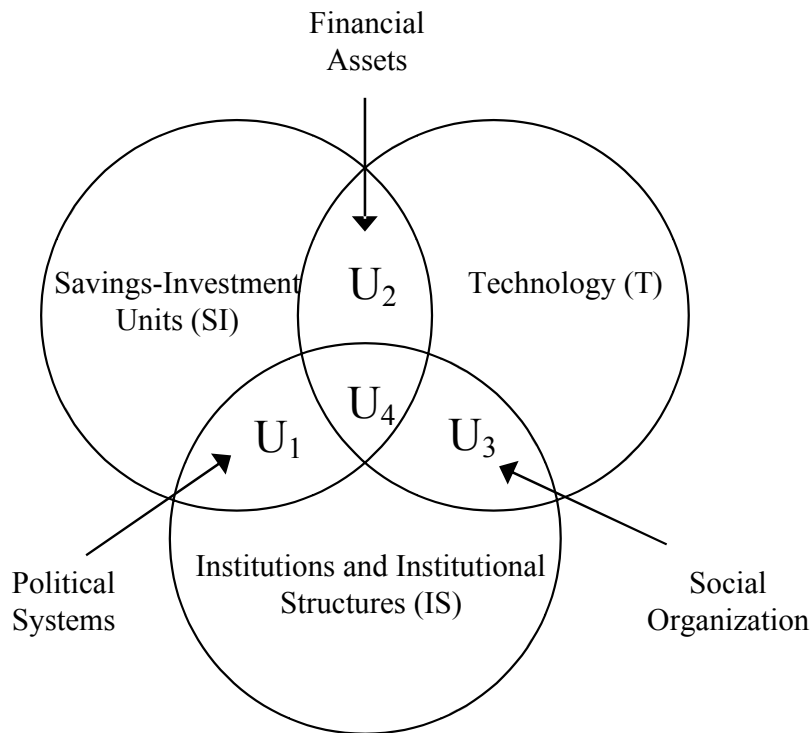 Financial
Assets
Savings-Investment
Units (SI)
U₂
Technology (T)
U₁
U₄
U₃
Political
Systems
Institutions and Institutional
Structures (IS)
Social
Organization